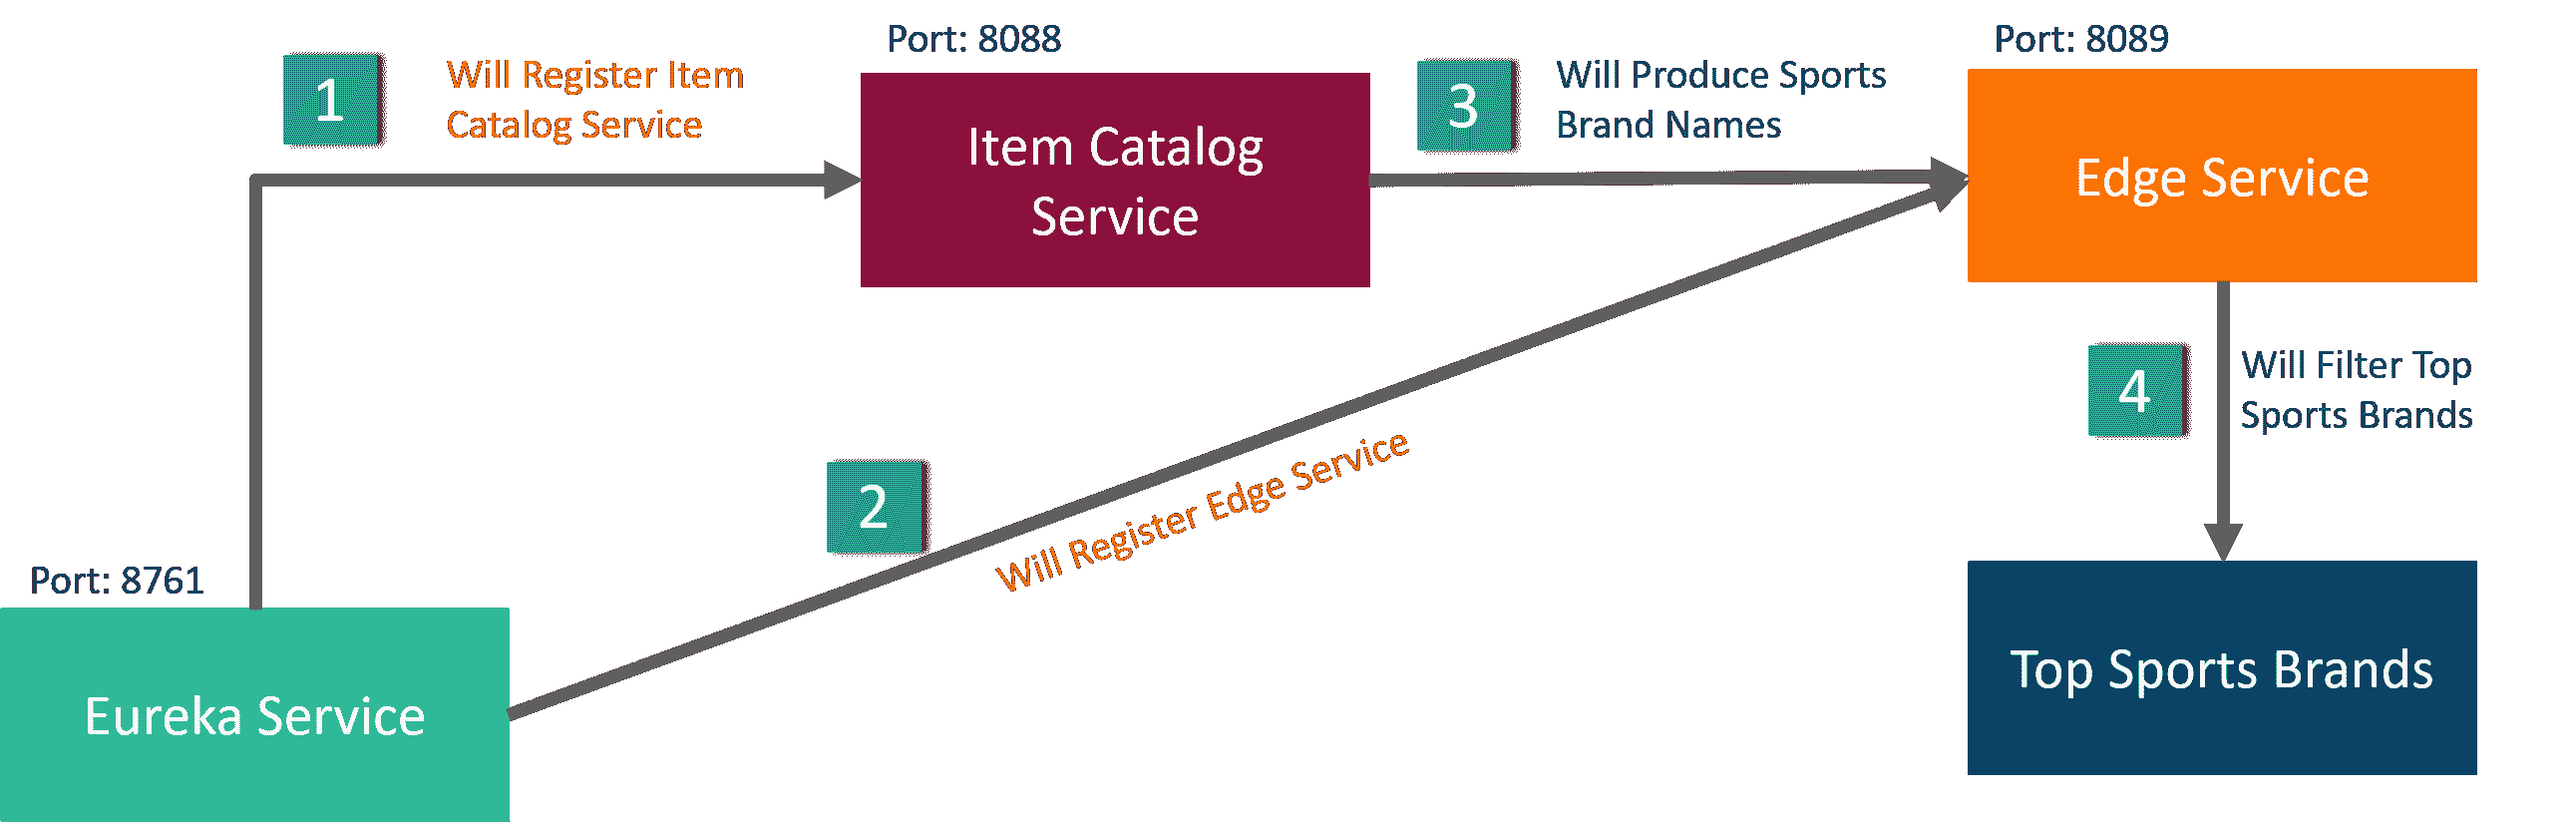 Port: 8088
Port: 8089
1
Will Register Item
Catalog Service
Item Catalog
Service
3
Will Produce Sports
Brand Names
Edge Service
2
Will Register Edge Service
4
Will Filter Top
Sports Brands
Port: 8761
Eureka Service
Top Sports Brands